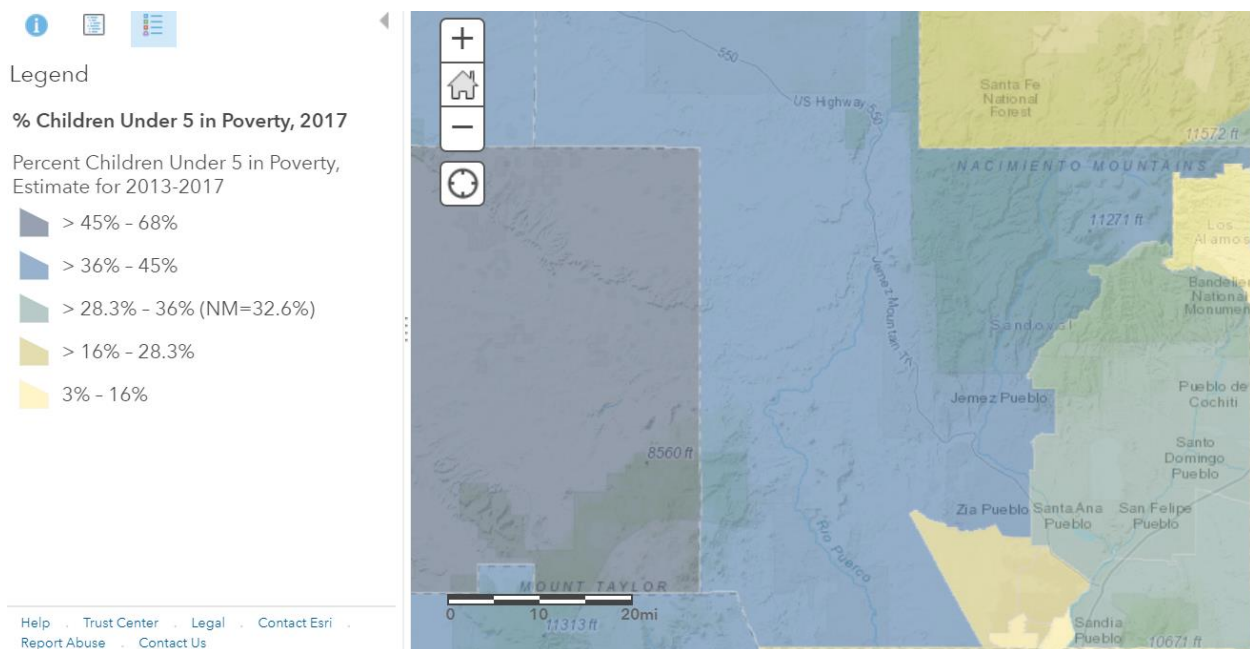 Legend
% Children Under 5 in Poverty, 2017
Percent Children Under 5 in Poverty,
Estimate for 2013-2017
> 45% - 68%
> 36% - 45%
> 28.3% - 36% (NM=32.6%)
> 16% - 28.3%
3% - 16%
Help . Trust Center . Legal . Contact Esri .
Report Abuse . Contact Us
+
−
550
US Highway 550
Santa Fe
National
Forest
11572 ft
NACIMIENTO MOUNTAINS
11271 ft
Los
Alamos
Bandelier
National
Monument
Jemez Mountain
Sandoval
Jemez Pueblo
Pueblo de
Cochiti
8560 ft
Santo
Domingo
Pueblo
Zia Pueblo
Santa Ana
Pueblo
San Felipe
Pueblo
Rio Puerco
MOUNT TAYLOR
0 10 20mi
11313 ft
Sandia
Pueblo
10671 ft